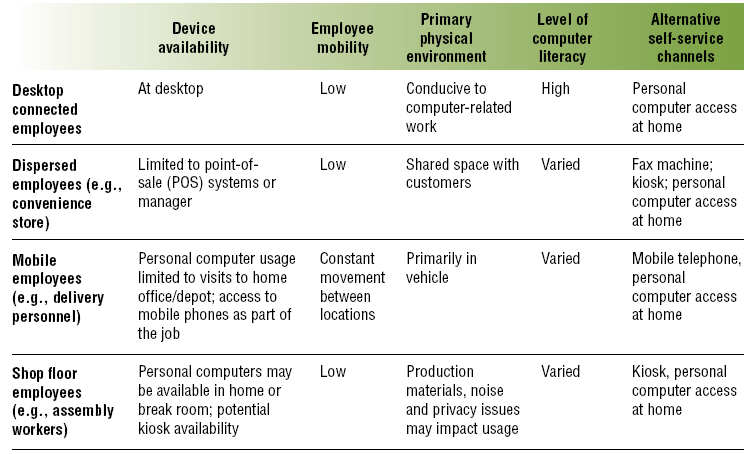 Device availability
Employee mobility
Primary physical environment
Level of computer literacy
Alternative self-service channels
Desktop connected employees
At desktop
Low
Conducive to computer-related work
High
Personal computer access at home
Dispersed employees (e.g., convenience store)
Limited to point-of-sale (POS) systems or manager
Low
Shared space with customers
Varied
Fax machine; kiosk; personal computer access at home
Mobile employees (e.g., delivery personnel)
Personal computer usage limited to visits to home office/depot; access to mobile phones as part of the job
Constant movement between locations
Primarily in vehicle
Varied
Mobile telephone, personal computer access at home
Shop floor employees (e.g., assembly workers)
Personal computers may be available in home or break room; potential kiosk availability
Low
Production materials, noise and privacy issues may impact usage
Varied
Kiosk, personal computer access at home